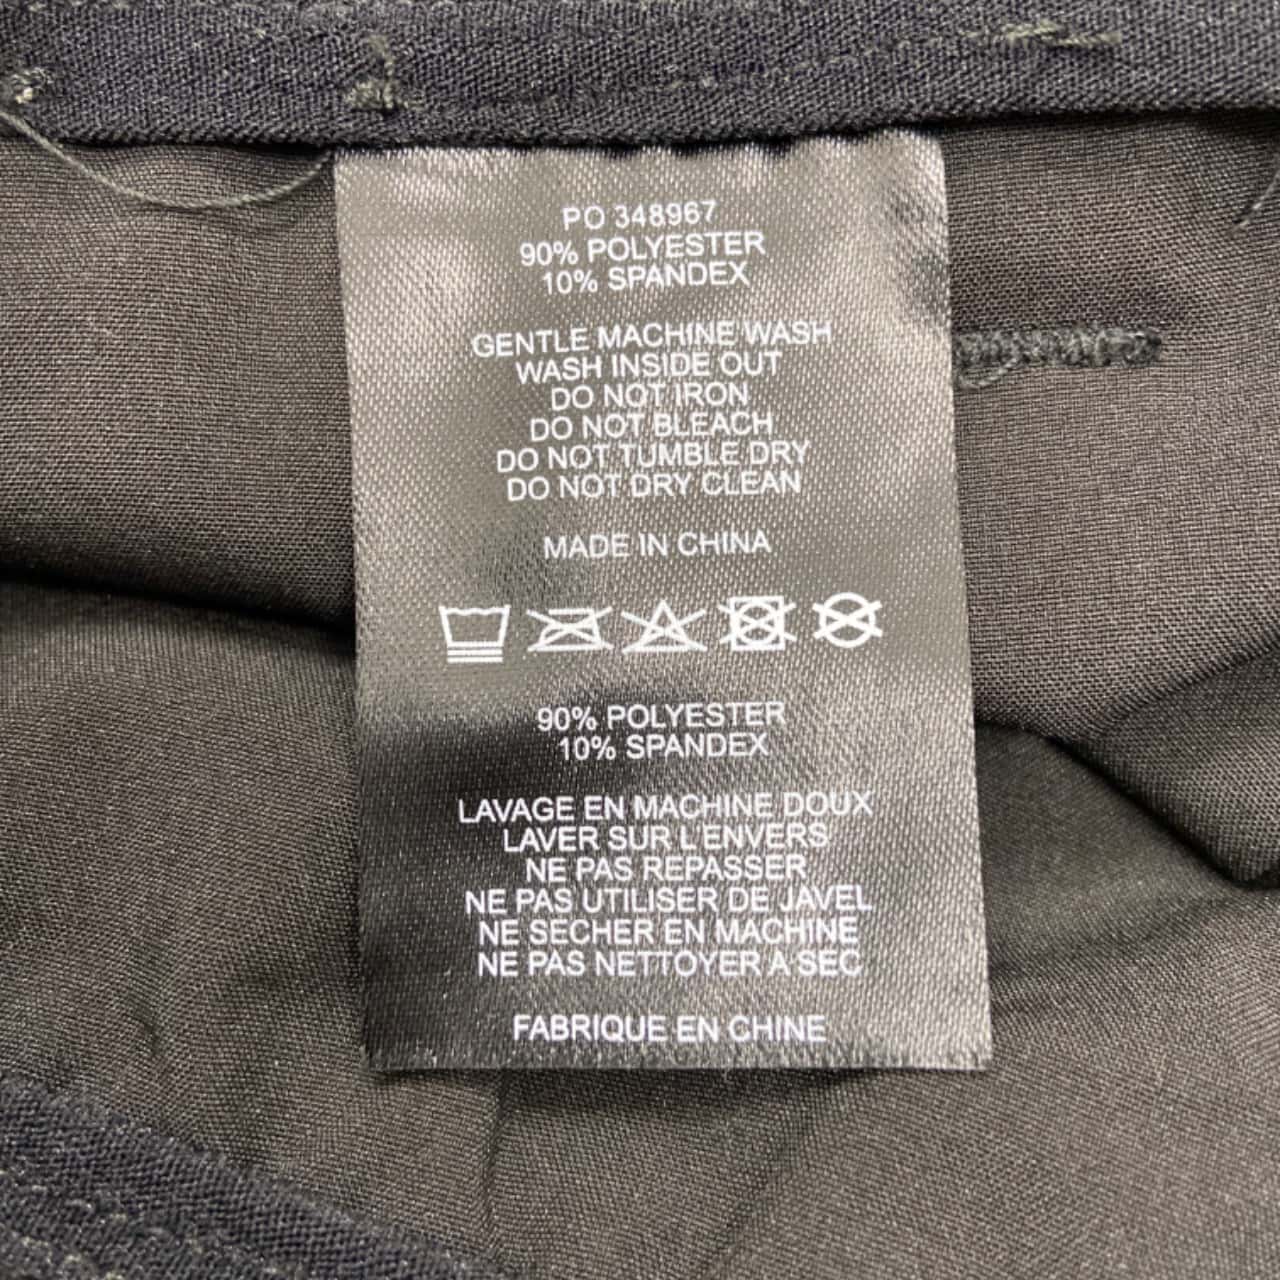 PO 348967
90% POLYESTER
10% SPANDEX
GENTLE MACHINE WASH
WASH INSIDE OUT
DO NOT IRON
DO NOT BLEACH
DO NOT TUMBLE DRY
DO NOT DRY CLEAN
MADE IN CHINA
90% POLYESTER
10% SPANDEX
LAVAGE EN MACHINE DOUX
LAVER SUR L'ENVERS
NE PAS REPASSER
NE PAS UTILISER DE JAVEL
NE SECHER EN MACHINE
NE PAS NETTOYER A SEC
FABRIQUE EN CHINE